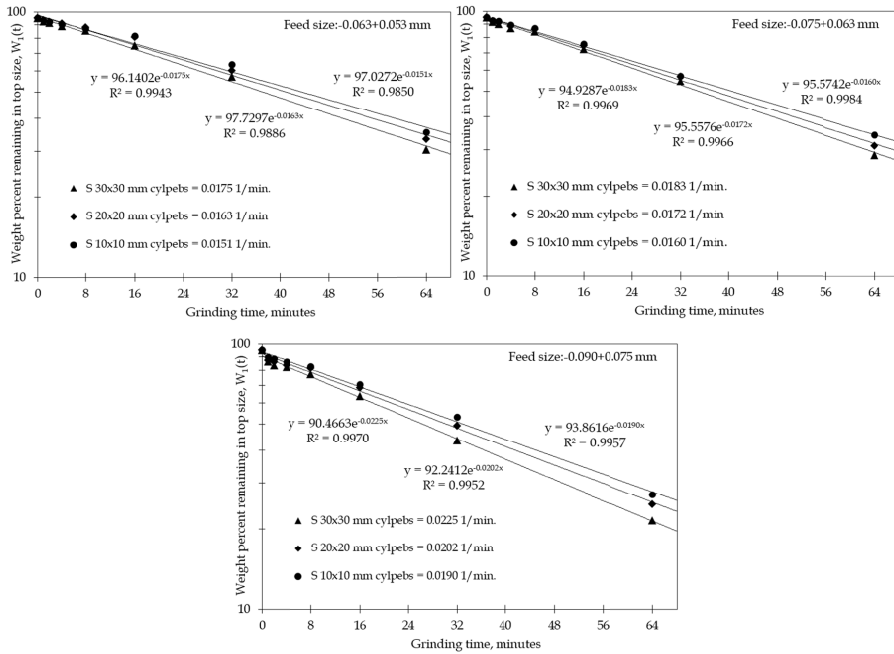 Feed size:-0.063+0.053 mm
Weight percent remaining in top size, W₁(t)
100
10
y = 96.1402e^-0.0175x
R² = 0.9943
y = 97.0272e^-0.0151x
R² = 0.9850
y = 97.7297e^-0.0163x
R² = 0.9886
S 30x30 mm cylpebs = 0.0175 1/min.
S 20x20 mm cylpebs = 0.0163 1/min
S 10x10 mm cylpebs = 0.0151 1/min.
0 8 16 24 32 40 48 56 64
Grinding time, minutes
Feed size:-0.075+0.063 mm
Weight percent remaining in top size, W₁(t)
100
10
y = 94.9287e^-0.0183x
R² = 0.9969
y = 95.5742e^-0.0160x
R² = 0.9984
y = 95.5576e^-0.0172x
R² = 0.9966
S 30x30 mm cylpebs = 0.0183 1/min.
S 20x20 mm cylpebs = 0.0172 1/min
S 10x10 mm cylpebs = 0.0160 1/min.
0 8 16 24 32 40 48 56 64
Grinding time, minutes
Feed size:-0.090+0.075 mm
Weight percent remaining in top size, W₁(t)
100
10
y = 90.4663e^-0.0225x
R² = 0.9970
y = 93.8616e^-0.0190x
R² = 0.9957
y = 92.2412e^-0.0202x
R² = 0.9952
S 30x30 mm cylpebs = 0.0225 1/min.
S 20x20 mm cylpebs = 0.0202 1/min
S 10x10 mm cylpebs = 0.0190 1/min.
0 8 16 24 32 40 48 56 64
Grinding time, minutes